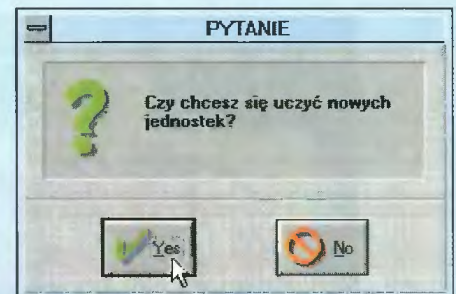 PYTANIE
Czy chcesz się uczyć nowych
jednostek?
Yes No